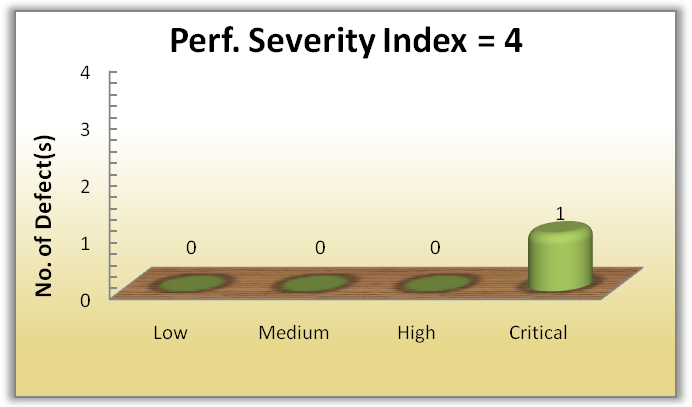 Perf. Severity Index = 4
No. of Defect(s)
4
3
2
1
0
0 0 0 1
Low Medium High Critical